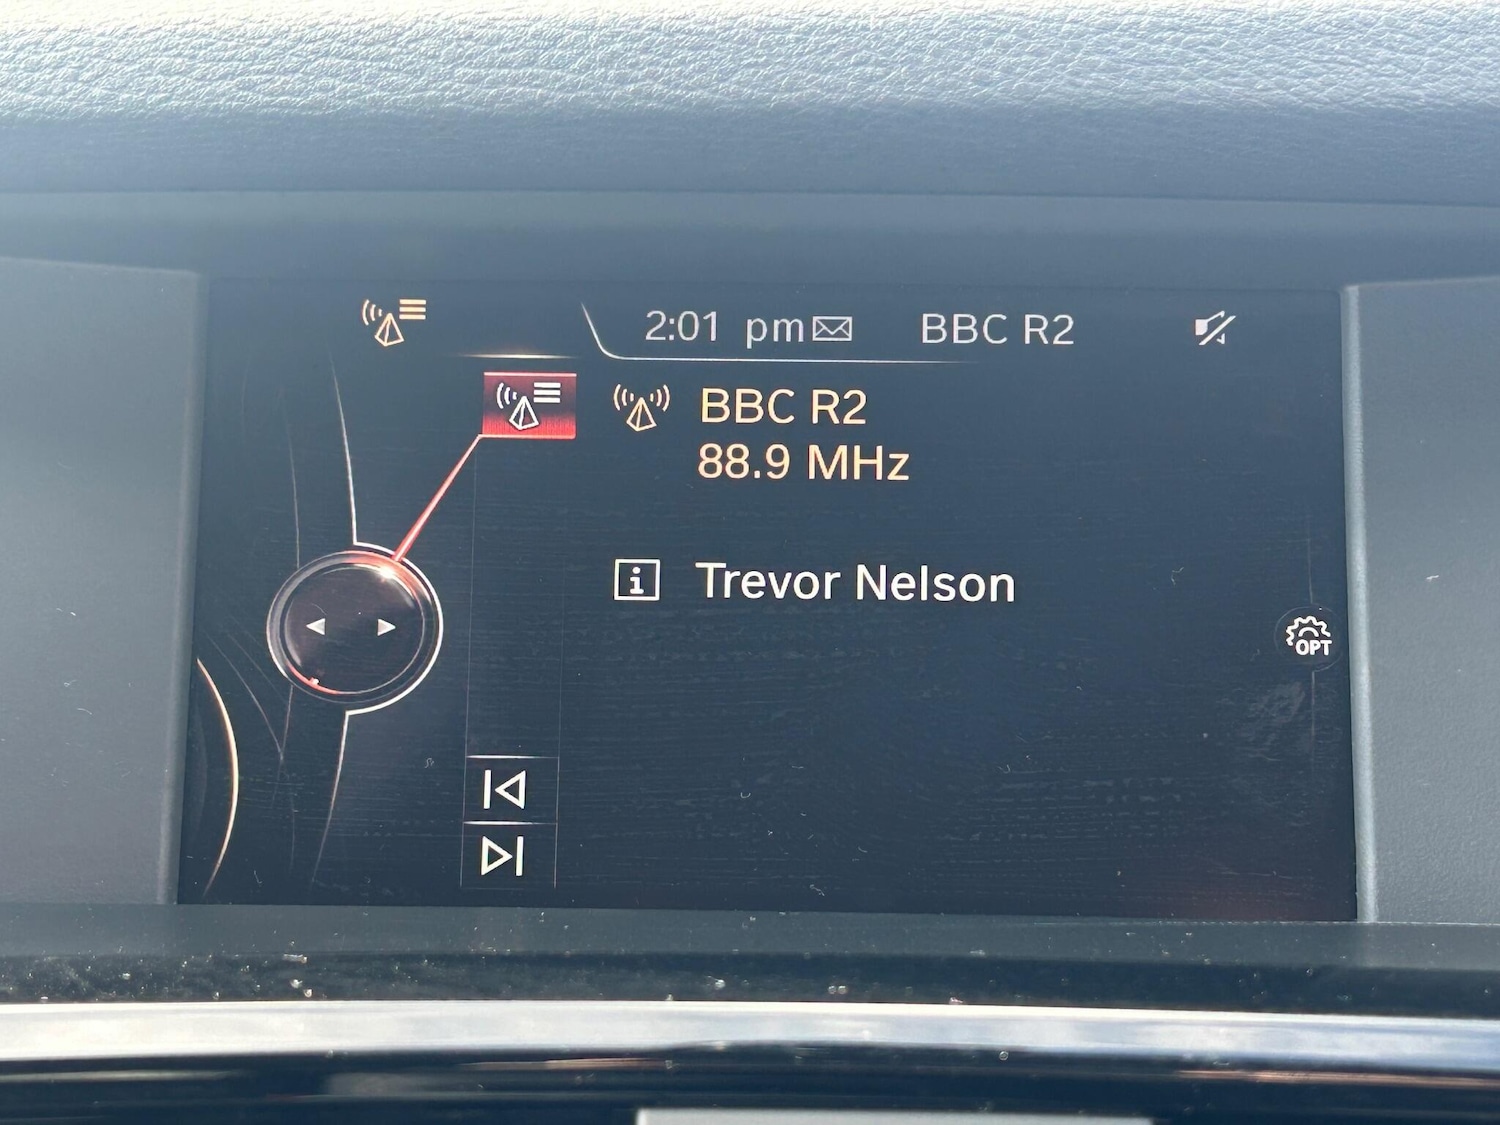 2:01 pm BBC R2
BBC R2
88.9 MHz
i Trevor Nelson
OPT